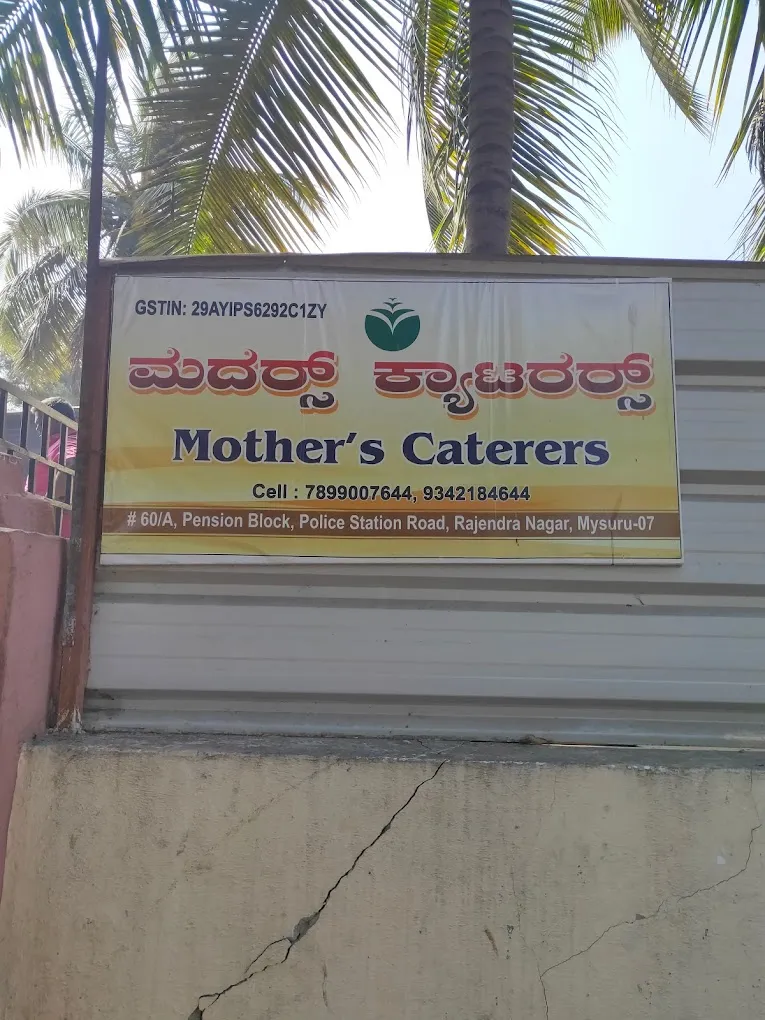 GSTIN: 29AYIPS6292C1ZY
ಮದರ್ಸ್ ಕ್ಯಾಟರರ್ಸ್
Mother's Caterers
Cell : 7899007644, 9342184644
# 60/A, Pension Block, Police Station Road, Rajendra Nagar, Mysuru-07